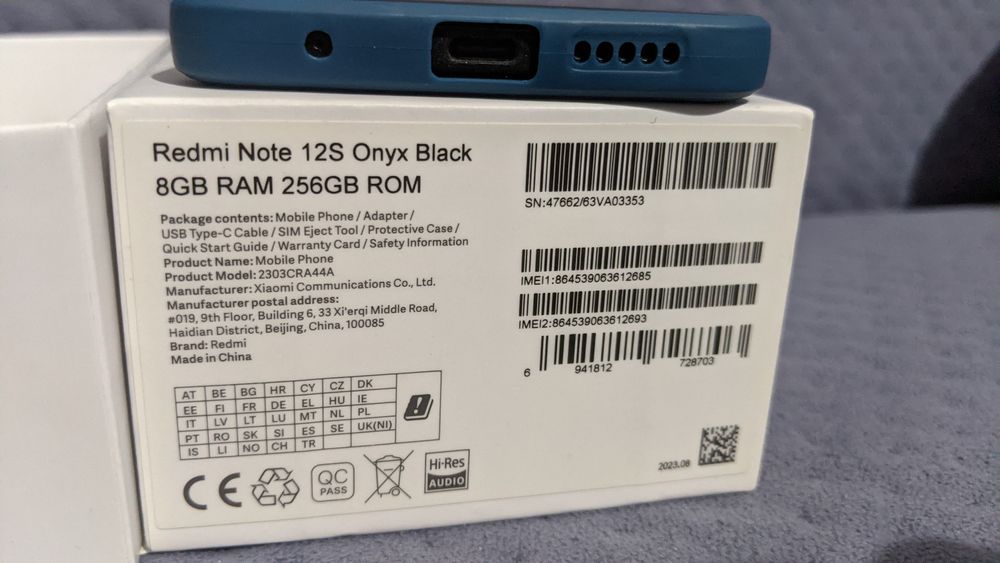 Redmi Note 12S Onyx Black
8GB RAM 256GB ROM
Package contents: Mobile Phone / Adapter /
USB Type-C Cable / SIM Eject Tool / Protective Case /
Quick Start Guide / Warranty Card / Safety Information
Product Name: Mobile Phone
Product Model: 2303CRA44A
Manufacturer: Xiaomi Communications Co., Ltd.
Manufacturer postal address:
#019, 9th Floor, Building 6, 33 Xi'erqi Middle Road,
Haidian District, Beijing, China, 100085
Brand: Redmi
Made in China
AT BE BG HR CY CZ DK
EE FI FR DE EL HU IE
IT LV LT LU MT NL PL
PT RO SK SI ES SE UK(NI)
IS LI NO CH TR
CE
QC
PASS
Hi-Res
AUDIO
SN:47662/63VA03353
IMEI1:864539063612685
IMEI2:864539063612693
6 941812 728703
2023.08